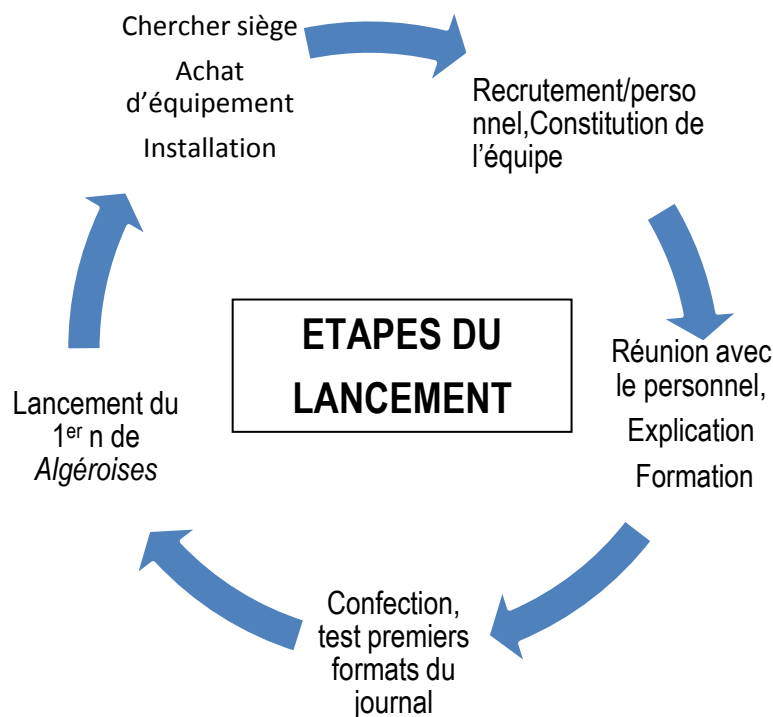 Chercher siège
Achat
d’équipement
Installation
Recrutement/perso
nnel,Constitution de
l’équipe
ETAPES DU
LANCEMENT
Réunion avec
le personnel,
Explication
Formation
Confection,
test premiers
formats du
journal
Lancement du
1er n de
Algéroises